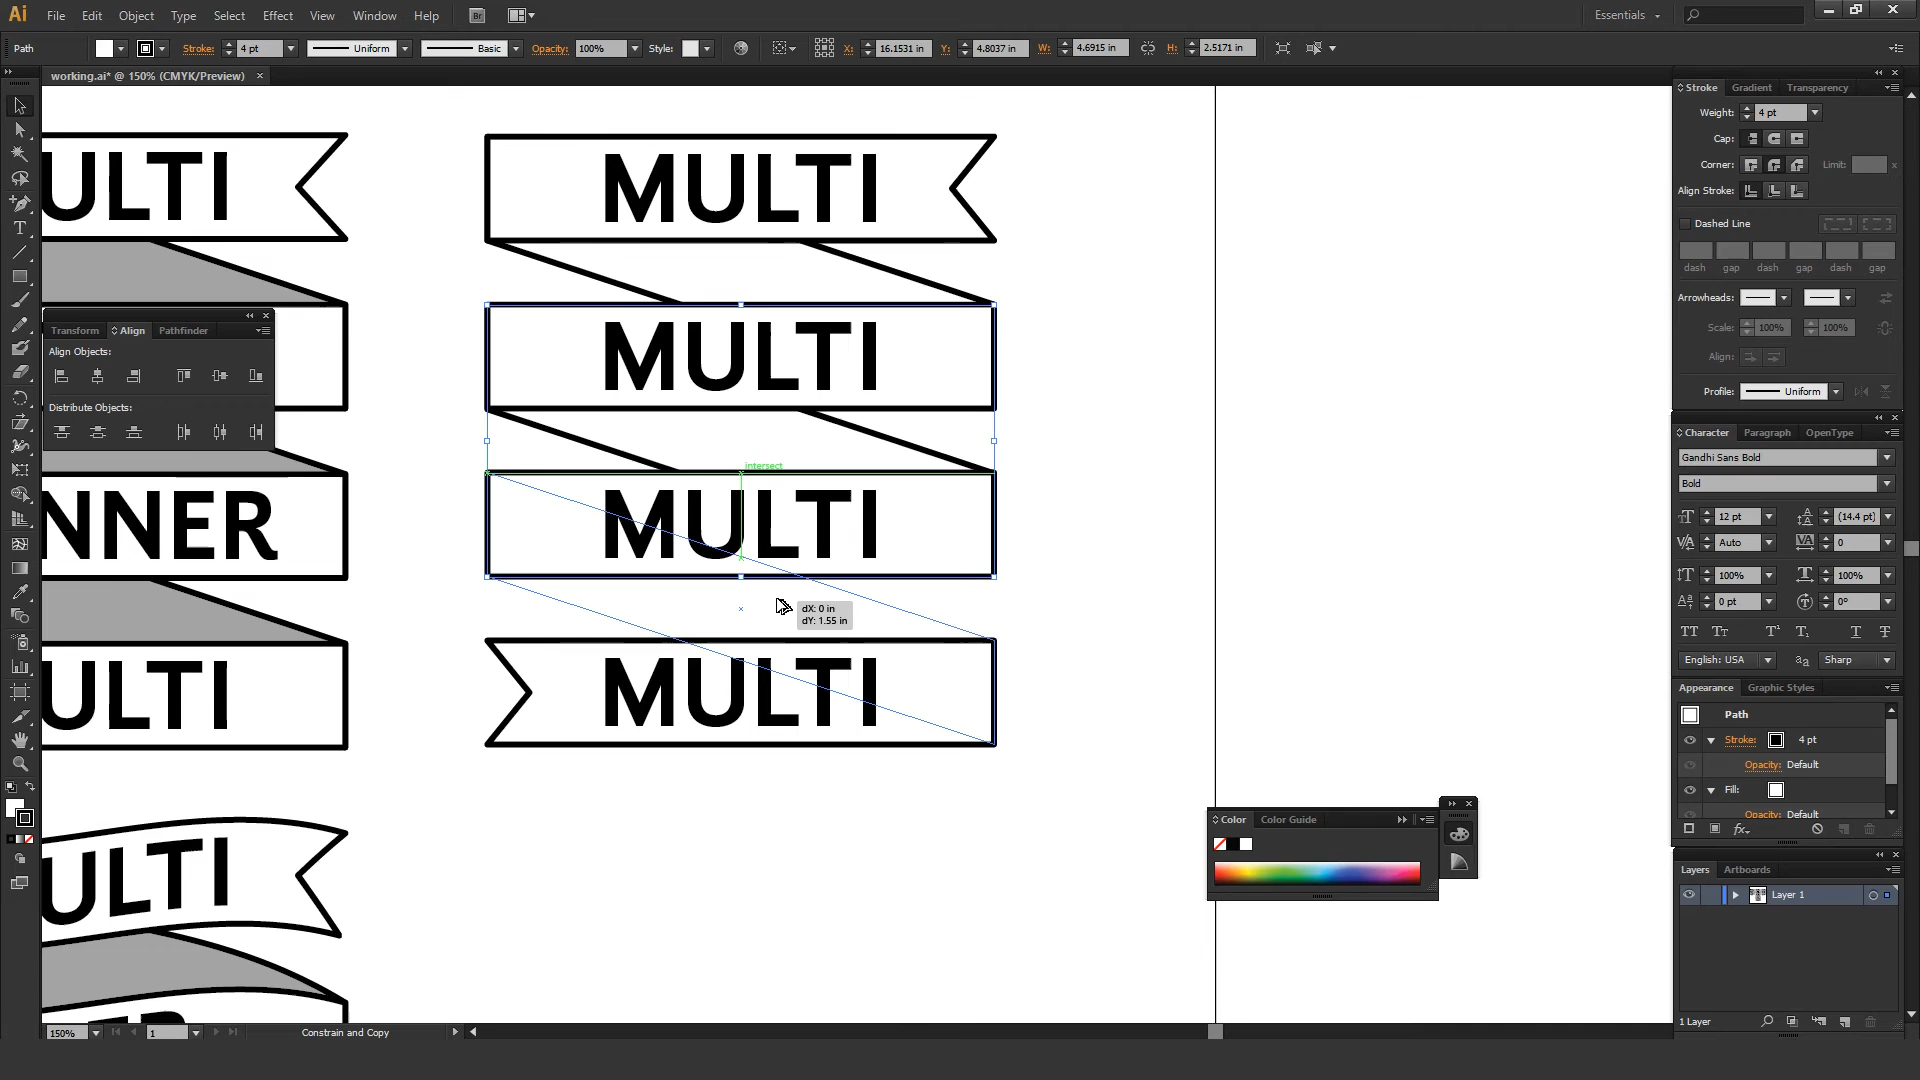 Ai File Edit Object Type Select Effect View Window Help Br Essentials
Path Stroke: 4 pt Uniform Basic Opacity: 100% Style: X: 16.1531 in Y: 4.8037 in W: 4.6915 in H: 2.5171 in
working.ai* @ 150% (CMYK/Preview)
ULTI
NNER
ULTI
ULTI
MULTI
MULTI
intersect
MULTI
dX: 0 in
dY: 1.55 in
MULTI
Transform Align Pathfinder
Align Objects:
Distribute Objects:
Stroke Gradient Transparency
Weight: 4 pt
Cap:
Corner: Limit: x
Align Stroke:
Dashed Line
dash gap dash gap dash gap
Arrowheads:
Scale: 100% 100%
Align:
Profile: Uniform
Character Paragraph OpenType
Gandhi Sans Bold
Bold
12 pt (14.4 pt)
Auto 0
100% 100%
0 pt 0°
English: USA Sharp
Appearance Graphic Styles
Path
Stroke: 4 pt
Opacity: Default
Fill:
Opacity: Default
fx
Color Color Guide
Layers Artboards
Layer 1
1 Layer
150% 1 Constrain and Copy